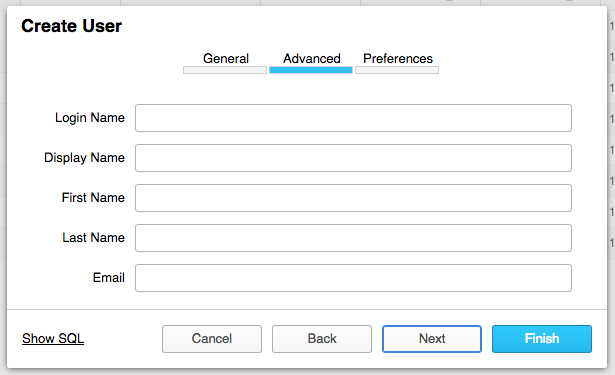 Create User
General Advanced Preferences
Login Name
Display Name
First Name
Last Name
Email
Show SQL Cancel Back Next Finish